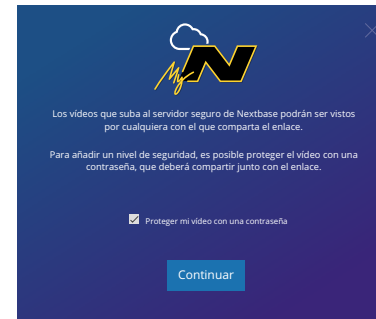 My N
Los vídeos que suba al servidor seguro de Nextbase podrán ser vistos
por cualquiera con el que comparta el enlace.
Para añadir un nivel de seguridad, es posible proteger el vídeo con una
contraseña, que deberá compartir junto con el enlace.
Proteger mi vídeo con una contraseña
Continuar